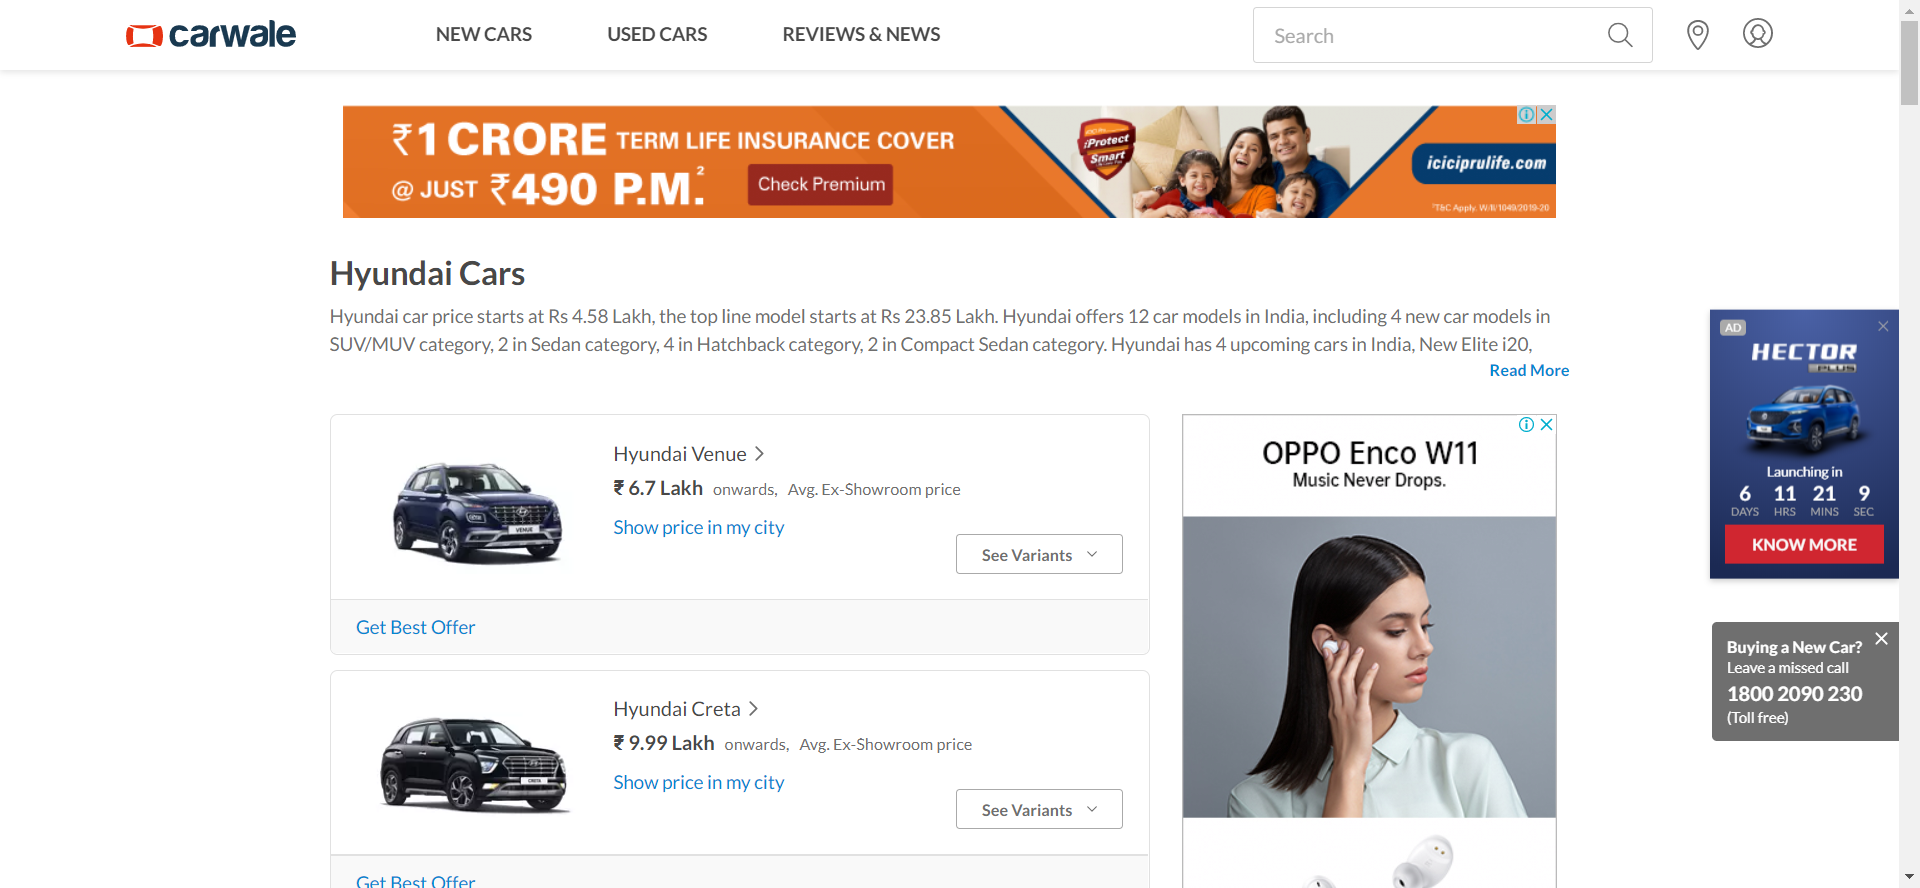 carwale
NEW CARS
USED CARS
REVIEWS & NEWS
Search
₹1 CRORE TERM LIFE INSURANCE COVER
@ JUST ₹490 P.M.²
Check Premium
iProtect
Smart
iciciprulife.com
T&C Apply. W/II/1049/2019-20
Hyundai Cars
Hyundai car price starts at Rs 4.58 Lakh, the top line model starts at Rs 23.85 Lakh. Hyundai offers 12 car models in India, including 4 new car models in
SUV/MUV category, 2 in Sedan category, 4 in Hatchback category, 2 in Compact Sedan category. Hyundai has 4 upcoming cars in India, New Elite i20,
Read More
Hyundai Venue
₹ 6.7 Lakh onwards, Avg. Ex-Showroom price
Show price in my city
See Variants
VENUE
Get Best Offer
Hyundai Creta
₹ 9.99 Lakh onwards, Avg. Ex-Showroom price
Show price in my city
See Variants
CRETA
Get Best Offer
OPPO Enco W11
Music Never Drops.
AD
HECTOR
PLUS
Launching in
6 11 21 9
DAYS HRS MINS SEC
KNOW MORE
Buying a New Car?
Leave a missed call
1800 2090 230
(Toll free)